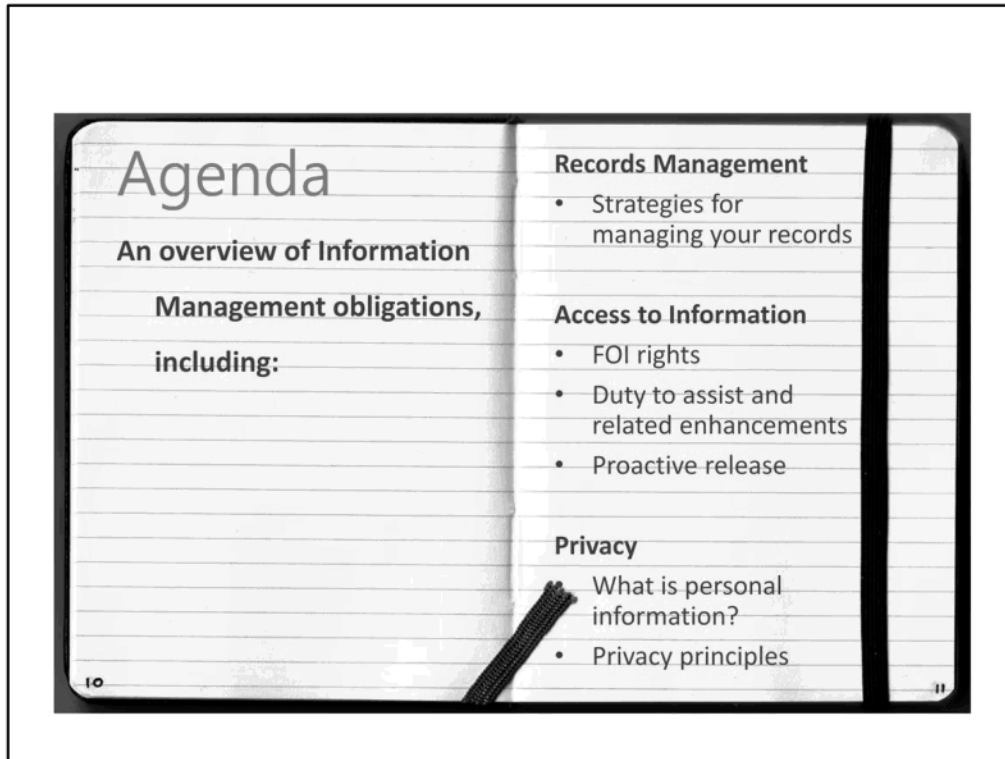 Agenda
An overview of Information
Management obligations,
including:
10
Records Management
• Strategies for
managing your records
Access to Information
• FOI rights
• Duty to assist and
related enhancements
• Proactive release
Privacy
What is personal
information?
• Privacy principles
11